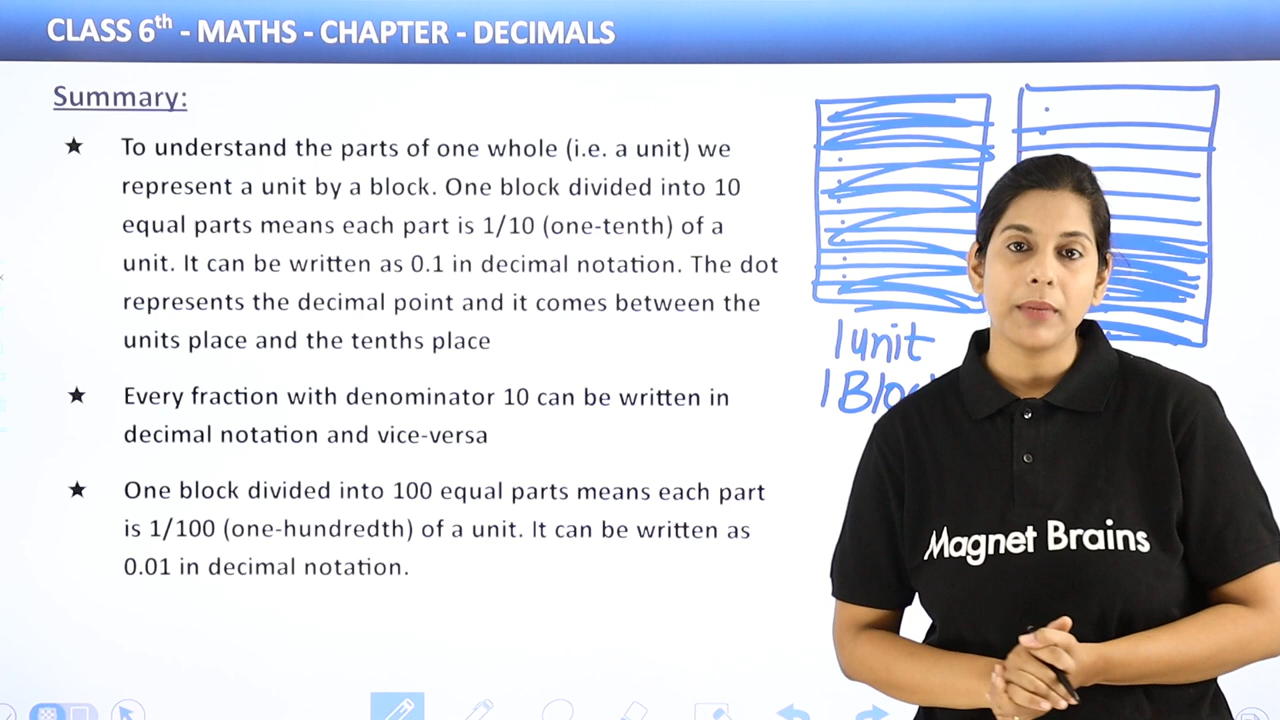 CLASS 6th - MATHS - CHAPTER - DECIMALS
Summary:
★ To understand the parts of one whole (i.e. a unit) we
represent a unit by a block. One block divided into 10
equal parts means each part is 1/10 (one-tenth) of a
unit. It can be written as 0.1 in decimal notation. The dot
represents the decimal point and it comes between the
units place and the tenths place
★ Every fraction with denominator 10 can be written in
decimal notation and vice-versa
★ One block divided into 100 equal parts means each part
is 1/100 (one-hundredth) of a unit. It can be written as
0.01 in decimal notation.
1 unit
1
Magnet Brains